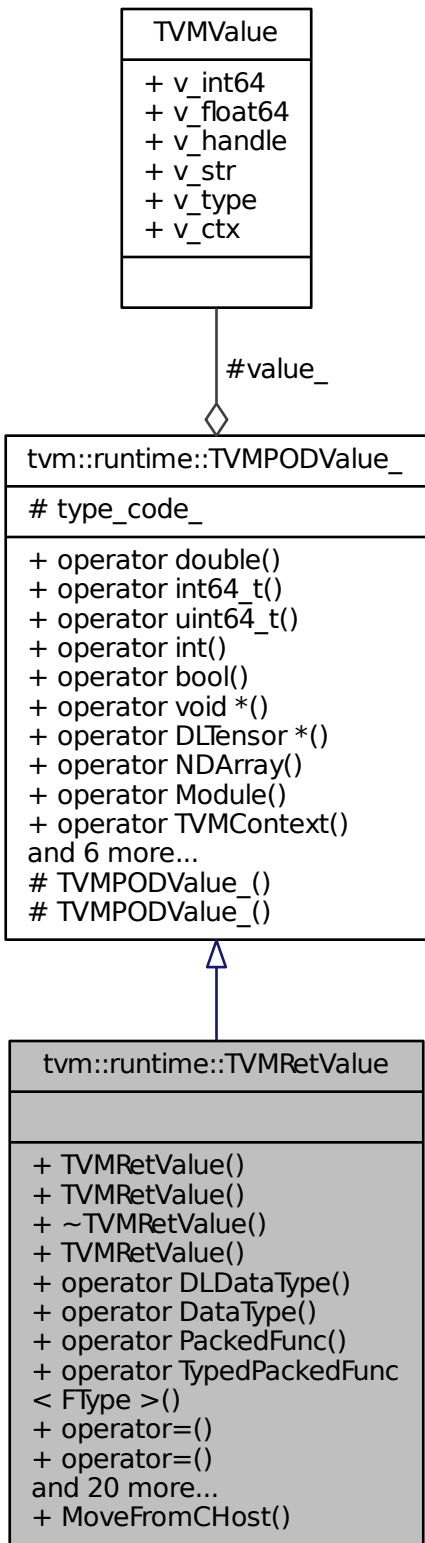 TVMValue
+ v_int64
+ v_float64
+ v_handle
+ v_str
+ v_type
+ v_ctx
#value_
tvm::runtime::TVMPODValue_
# type_code_
+ operator double()
+ operator int64_t()
+ operator uint64_t()
+ operator int()
+ operator bool()
+ operator void *()
+ operator DLTensor *()
+ operator NDArray()
+ operator Module()
+ operator TVMContext()
and 6 more...
# TVMPODValue_()
# TVMPODValue_()
tvm::runtime::TVMRetValue
+ TVMRetValue()
+ TVMRetValue()
+ ~TVMRetValue()
+ TVMRetValue()
+ operator DLDataType()
+ operator DataType()
+ operator PackedFunc()
+ operator TypedPackedFunc
< FType >()
+ operator=()
+ operator=()
and 20 more...
+ MoveFromCHost()